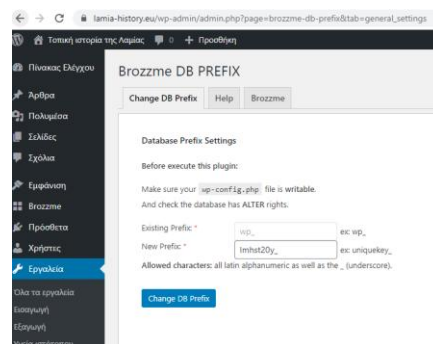 lamia-history.eu/wp-admin/admin.php?page=brozzme-db-prefix&tab=general_settings
Τοπική ιστορία της Λαμίας 0 + Προσθήκη
Πίνακας Ελέγχου
Άρθρα
Πολυμέσα
Σελίδες
Σχόλια
Εμφάνιση
Brozzme
Πρόσθετα
Χρήστες
Εργαλεία
Όλα τα εργαλεία
Εισαγωγή
Εξαγωγή
Υγεία ιστότοπου
Brozzme DB PREFIX
Change DB Prefix Help Brozzme
Database Prefix Settings
Before execute this plugin:
Make sure your wp-config.php file is writable.
And check the database has ALTER rights.
Existing Prefix: * wp_ ex: wp_
New Prefix: * lmhst20y_ ex: uniquekey_
Allowed characters: all latin alphanumeric as well as the _ (underscore).
Change DB Prefix